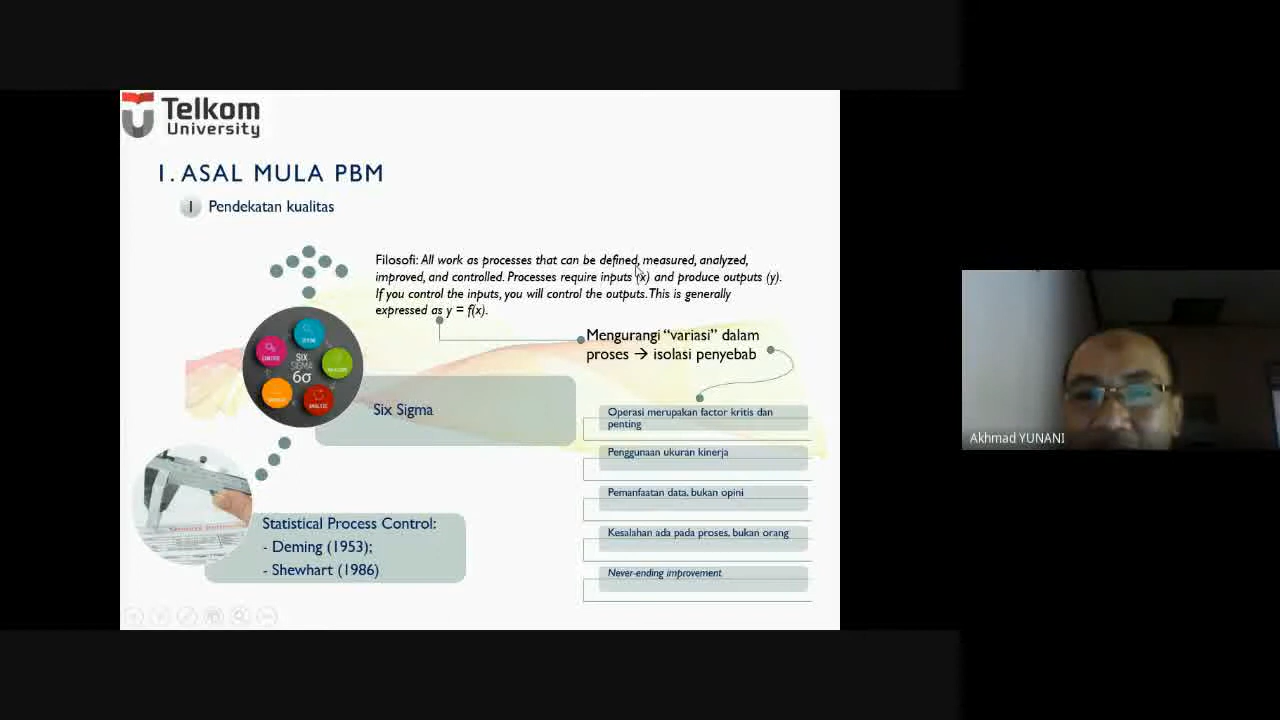 Telkom
University
1. ASAL MULA PBM
1 Pendekatan kualitas
Filosofi: All work as processes that can be defined, measured, analyzed,
improved, and controlled. Processes require inputs (x) and produce outputs (y).
If you control the inputs, you will control the outputs. This is generally
expressed as y = f(x).
Mengurangi “variasi” dalam
proses → isolasi penyebab
SIX
SIGMA
6σ
CONTROL
ANALYZE
Six Sigma
Operasi merupakan factor kritis dan
penting
Penggunaan ukuran kinerja
Pemanfaatan data, bukan opini
Kesalahan ada pada proses, bukan orang
Never-ending improvement
Statistical Process Control:
- Deming (1953);
- Shewhart (1986)
Akhmad YUNANI